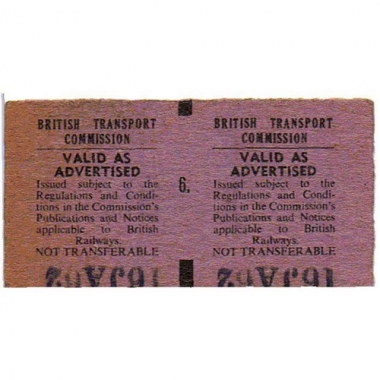 BRITISH TRANSPORT
COMMISSION
VALID AS
ADVERTISED
Issued subject to the
Regulations and Condi-
tions in the Commission's
Publications and Notices
applicable to British
Railways.
NOT TRANSFERABLE
6.
BRITISH TRANSPORT
COMMISSION
VALID AS
ADVERTISED
Issued subject to the
Regulations and Condi-
tions in the Commission's
Publications and Notices
applicable to British
Railways.
NOT TRANSFERABLE